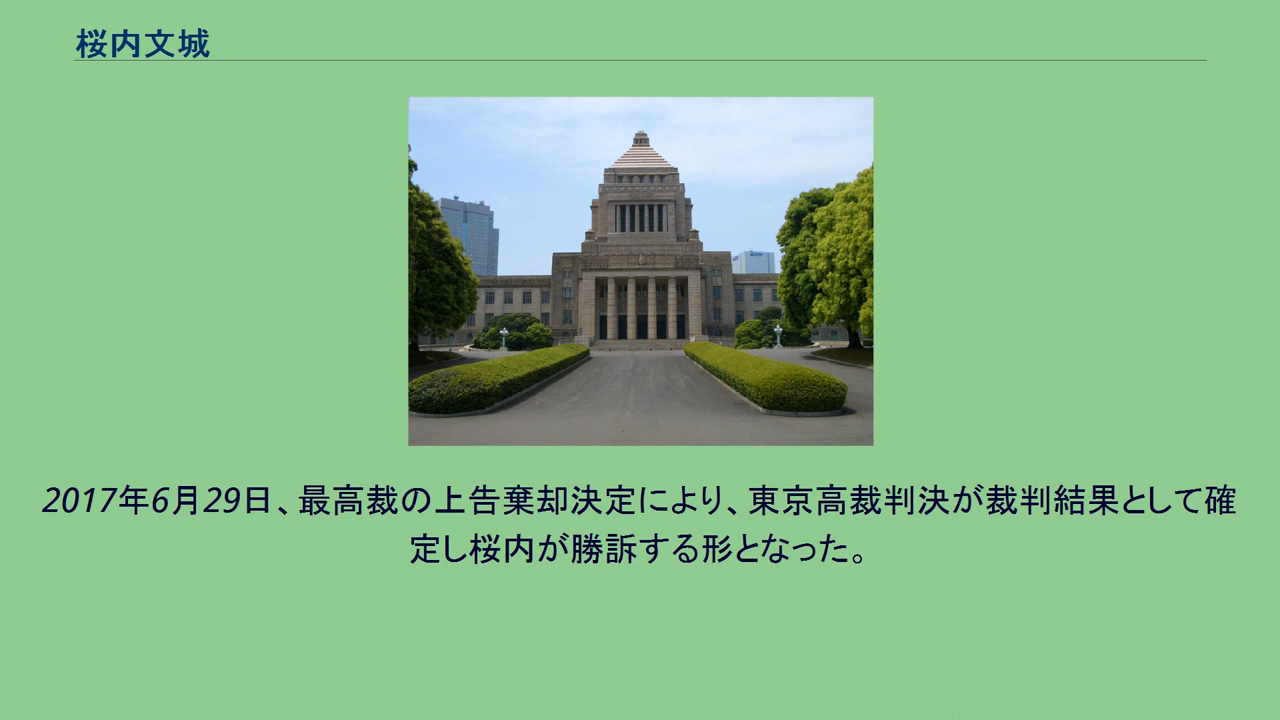 桜内文城
2017年6月29日、最高裁の上告棄却決定により、東京高裁判決が裁判結果として確
定し桜内が勝訴する形となった。